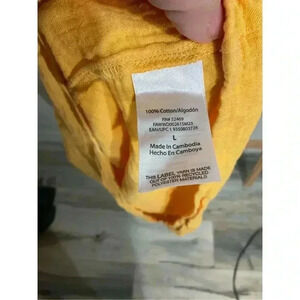 100% Cotton/Algodón
RN# 52469
L
Made In Cambodia
Hecho En Camboya
THIS LABEL YARN IS MADE
OUT OF 100% RECYCLED
POLYESTER MATERIALS